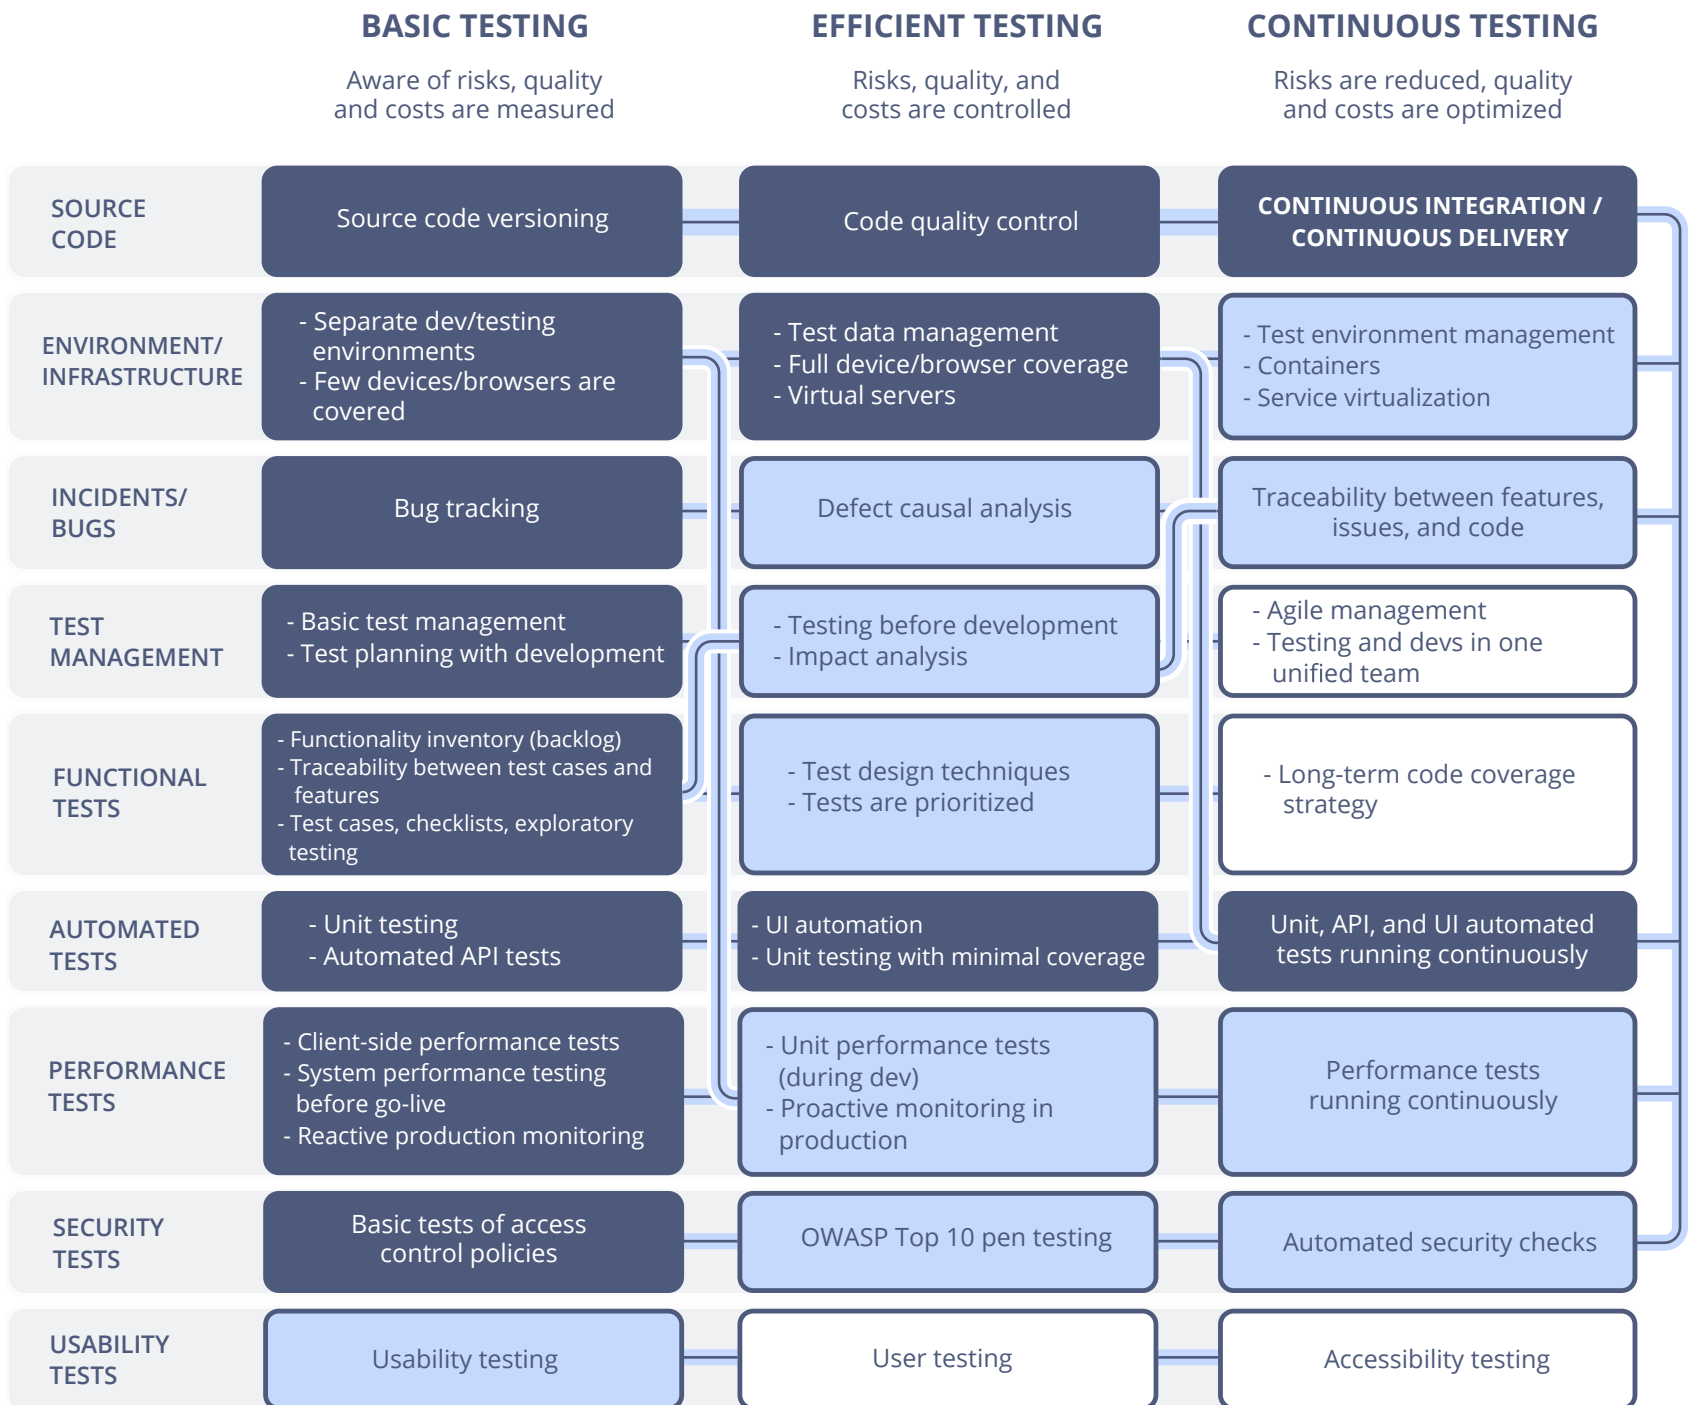 BASIC TESTING
Aware of risks, quality
and costs are measured
EFFICIENT TESTING
Risks, quality, and
costs are controlled
CONTINUOUS TESTING
Risks are reduced, quality
and costs are optimized
SOURCE
CODE
Source code versioning
Code quality control
CONTINUOUS INTEGRATION /
CONTINUOUS DELIVERY
ENVIRONMENT/
INFRASTRUCTURE
- Separate dev/testing
environments
- Few devices/browsers are
covered
- Test data management
- Full device/browser coverage
- Virtual servers
- Test environment management
- Containers
- Service virtualization
INCIDENTS/
BUGS
Bug tracking
Defect causal analysis
Traceability between features,
issues, and code
TEST
MANAGEMENT
- Basic test management
- Test planning with development
- Testing before development
- Impact analysis
- Agile management
- Testing and devs in one
unified team
FUNCTIONAL
TESTS
- Functionality inventory (backlog)
- Traceability between test cases and
features
- Test cases, checklists, exploratory
testing
- Test design techniques
- Tests are prioritized
- Long-term code coverage
strategy
AUTOMATED
TESTS
- Unit testing
- Automated API tests
- UI automation
- Unit testing with minimal coverage
Unit, API, and UI automated
tests running continuously
PERFORMANCE
TESTS
- Client-side performance tests
- System performance testing
before go-live
- Reactive production monitoring
- Unit performance tests
(during dev)
- Proactive monitoring in
production
Performance tests
running continuously
SECURITY
TESTS
Basic tests of access
control policies
OWASP Top 10 pen testing
Automated security checks
USABILITY
TESTS
Usability testing
User testing
Accessibility testing